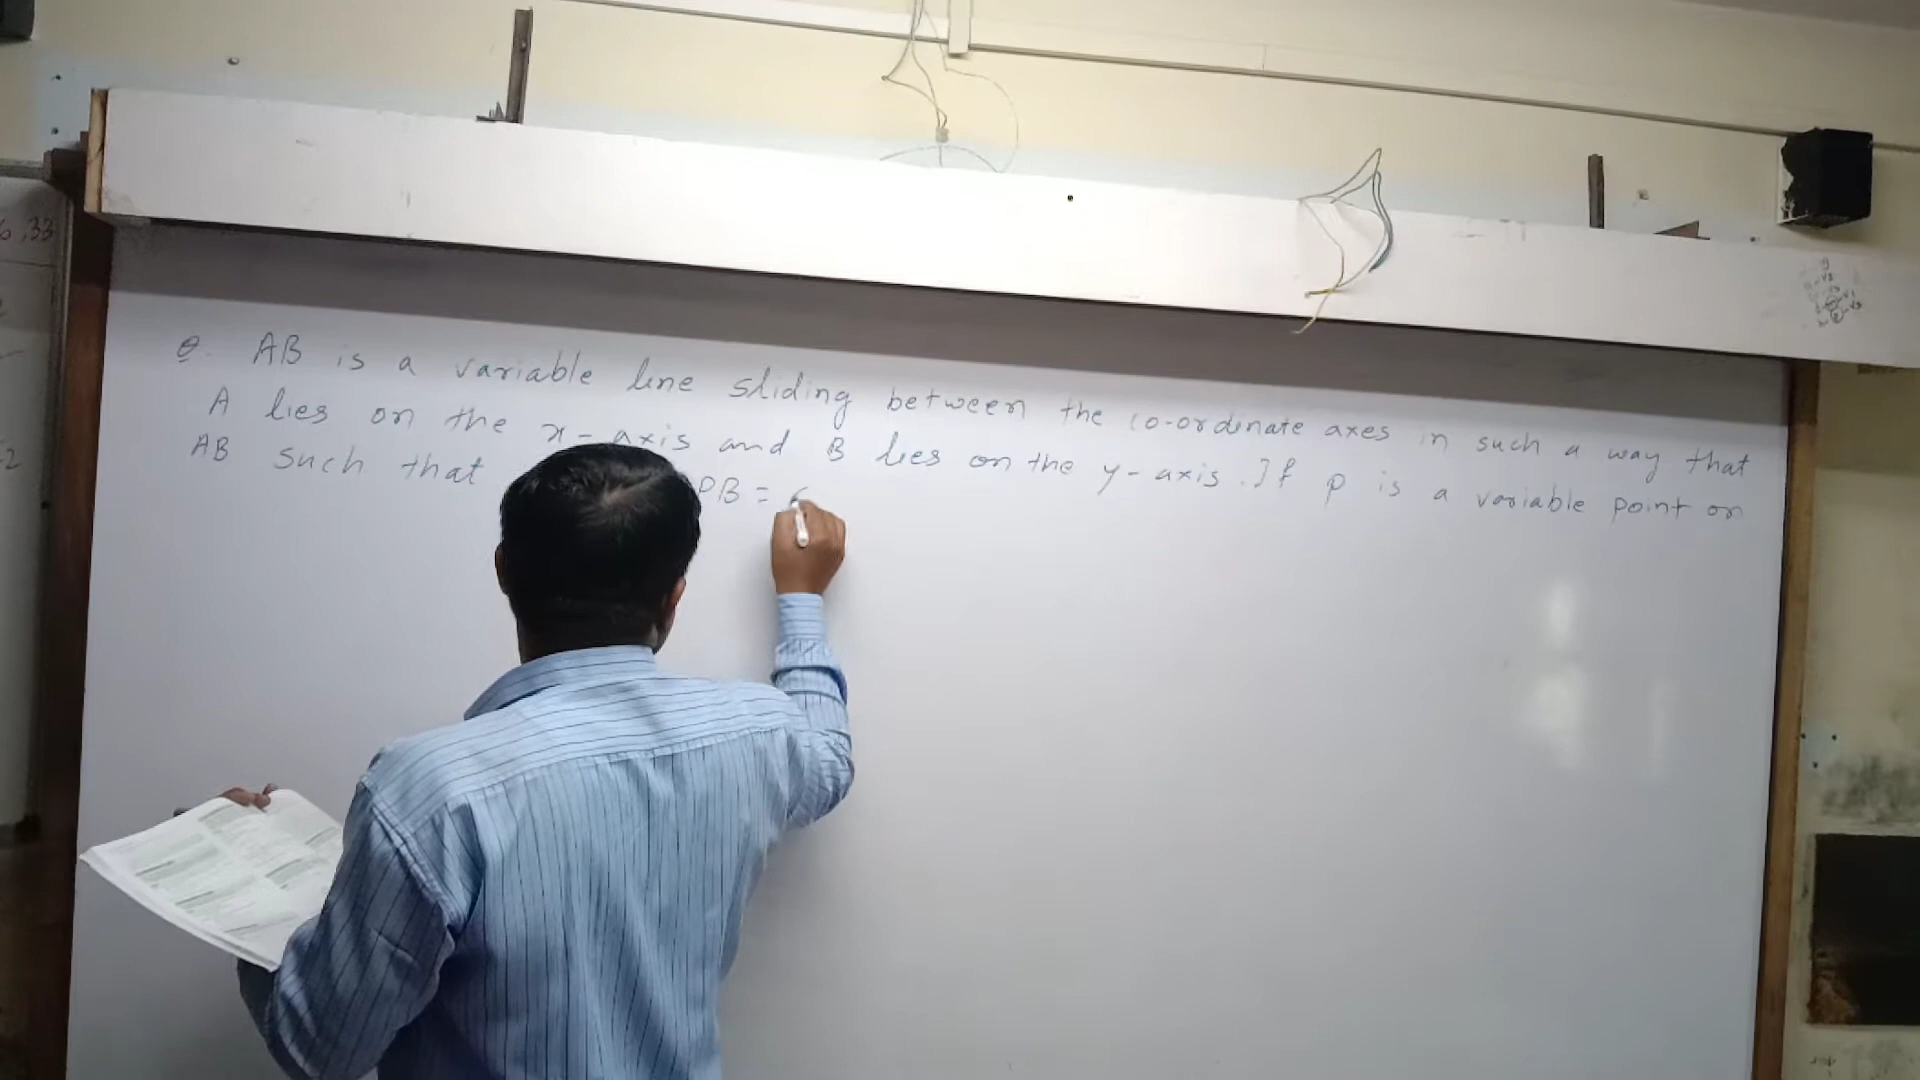 Q. AB is a variable line sliding between the co-ordinate axes in such a way that
A lies on the x-axis and B lies on the y-axis. If P is a variable point on
AB such that PB =
,33